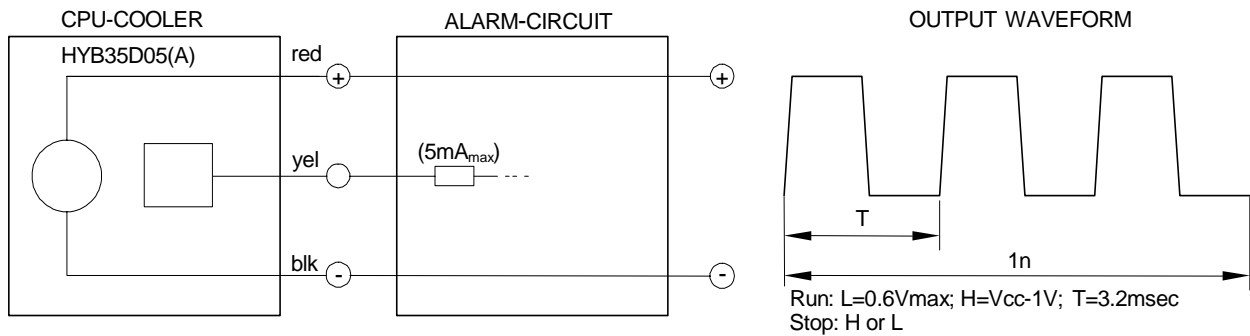 CPU-COOLER
ALARM-CIRCUIT
OUTPUT WAVEFORM
HYB35D05(A)
red
+
+
yel
(5mAmax)
blk
-
-
T
1n
Run: L=0.6Vmax; H=Vcc-1V; T=3.2msec
Stop: H or L